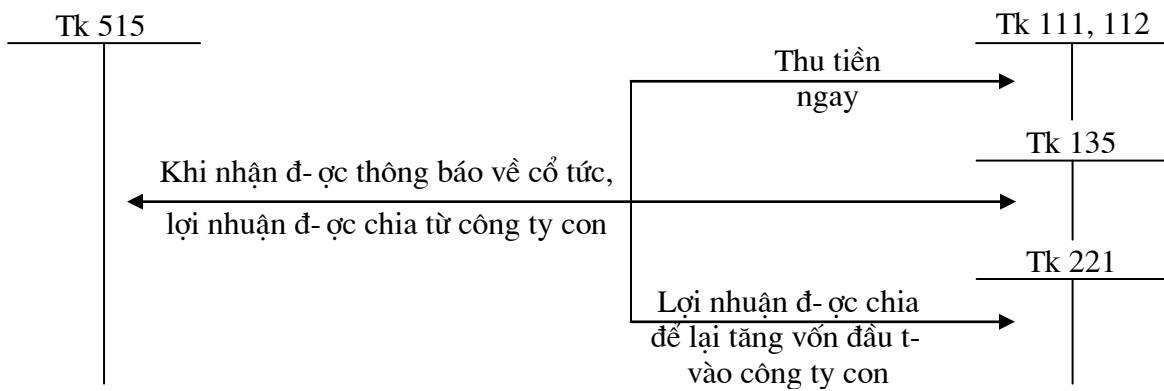 Tk 515
Tk 111, 112
Thu tiền
ngay
Tk 135
Khi nhận đ- ợc thông báo về cổ tức,
lợi nhuận đ- ợc chia từ công ty con
Tk 221
Lợi nhuận đ- ợc chia
để lại tăng vốn đầu t-
vào công ty con